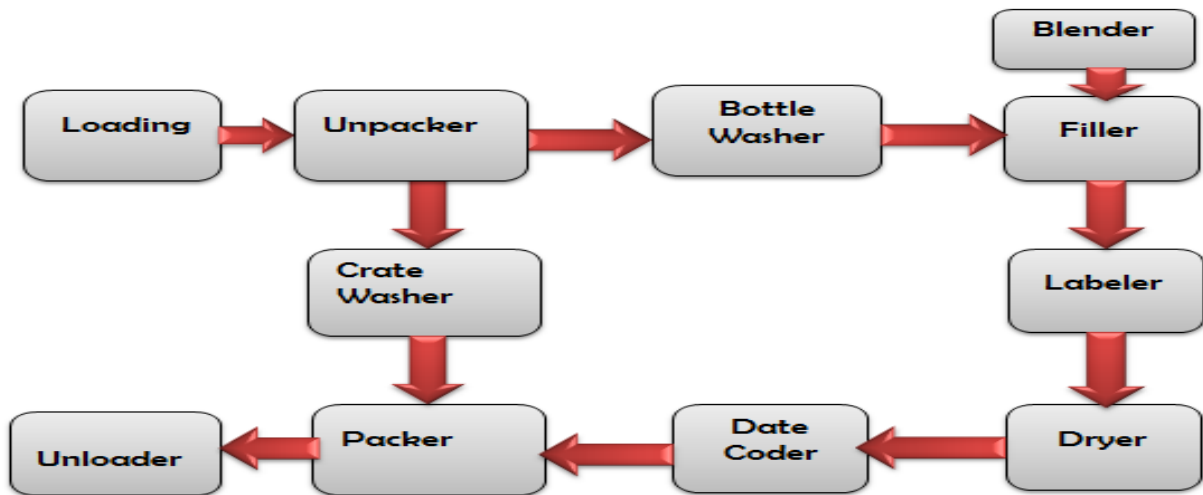 Blender
Loading
Unpacker
Bottle
Washer
Filler
Crate
Washer
Labeler
Unloader
Packer
Date
Coder
Dryer